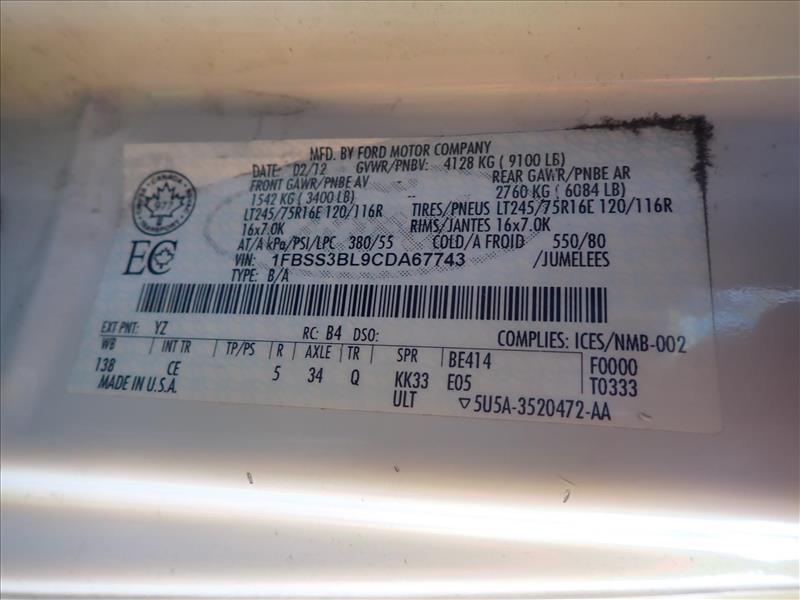 MFD. BY FORD MOTOR COMPANY
DATE: 02/12 GVWR/PNBV: 4128 KG ( 9100 LB)
FRONT GAWR/PNBE AV REAR GAWR/PNBE AR
1542 KG ( 3400 LB) -- 2760 KG ( 6084 LB)
LT245/75R16E 120/116R TIRES/PNEUS LT245/75R16E 120/116R
16x7.0K RIMS/JANTES 16x7.0K
AT/A kPa/PSI/LPC 380/55 COLD/A FROID 550/80
VIN: 1FBSS3BL9CDA67743 /JUMELEES
TYPE: B/A
CANADA
TRANSPORT
EC
EXT PNT: YZ RC: B4 DSO: COMPLIES: ICES/NMB-002
WB INT TR TP/PS R AXLE TR SPR BE414 F0000
138 CE 5 34 Q KK33 E05 T0333
MADE IN U.S.A. ULT ▽5U5A-3520472-AA